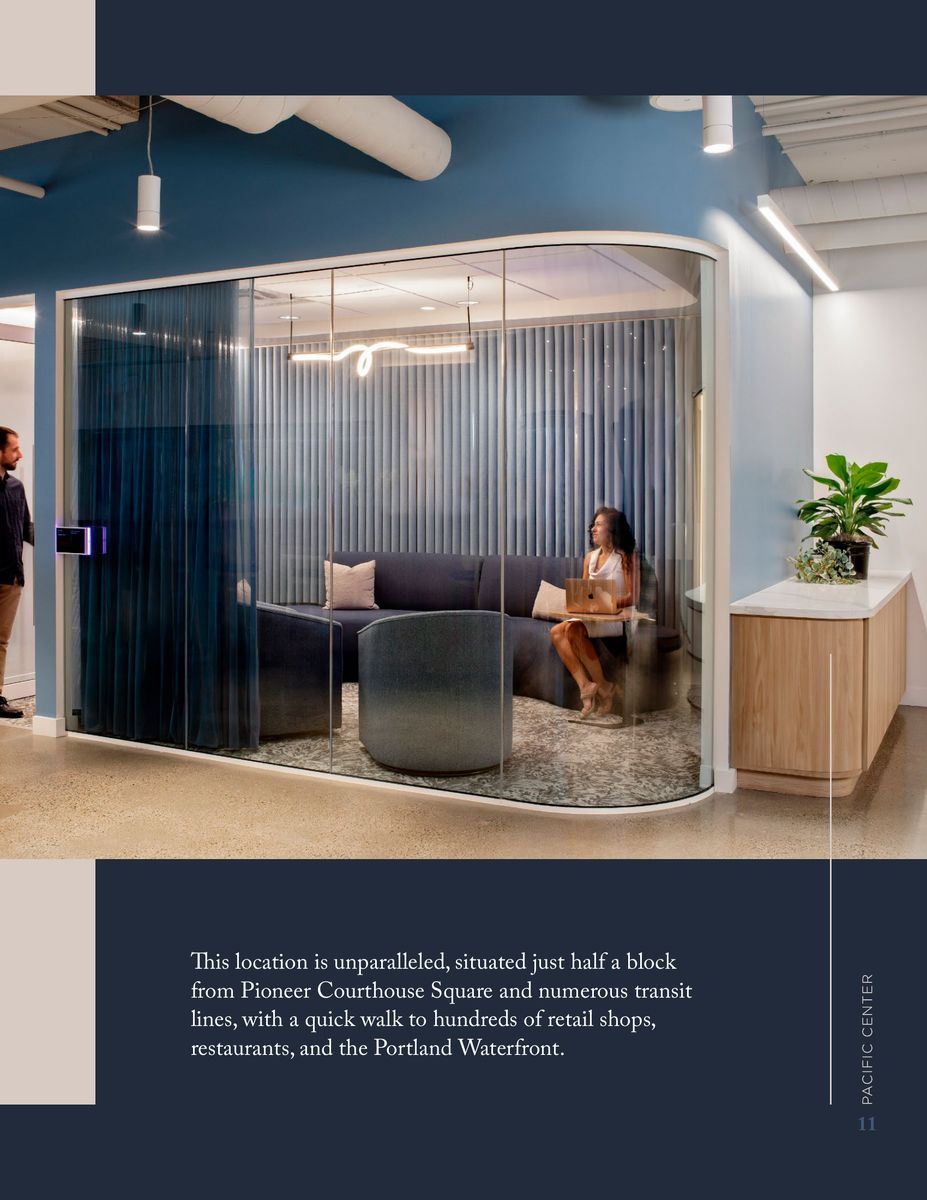 This location is unparalleled, situated just half a block
from Pioneer Courthouse Square and numerous transit
lines, with a quick walk to hundreds of retail shops,
restaurants, and the Portland Waterfront.
PACIFIC CENTER
11